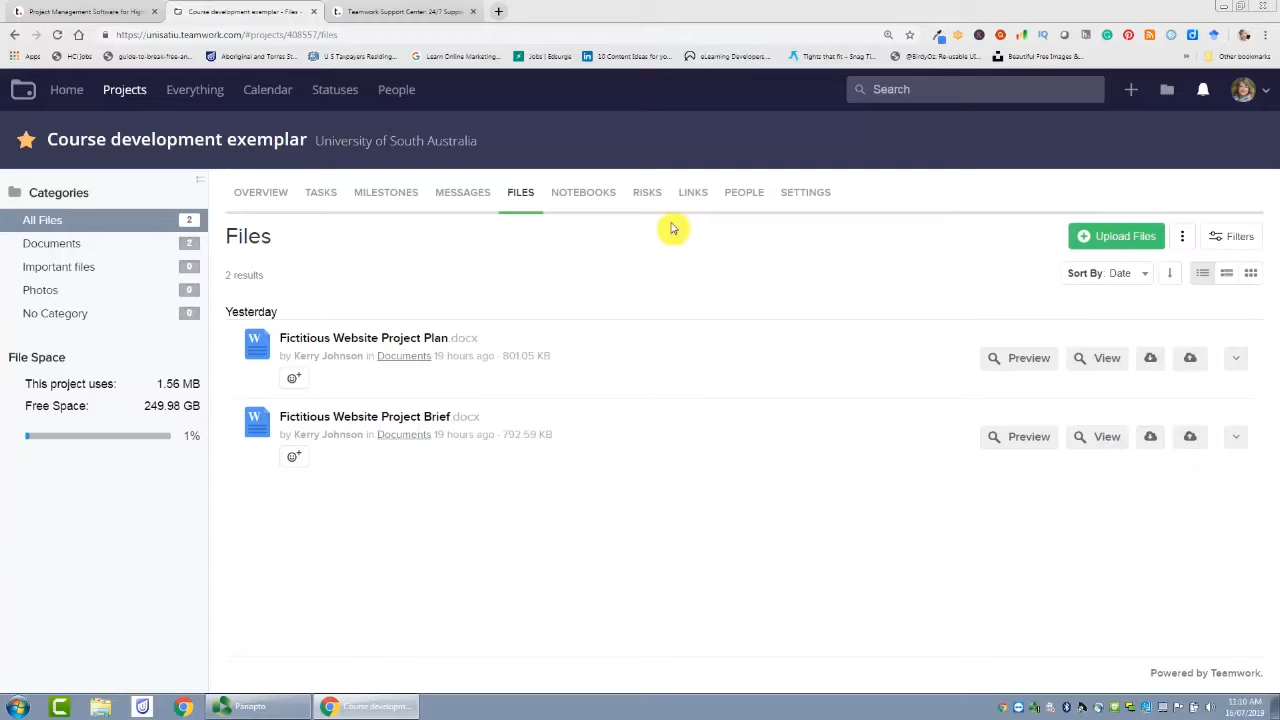 Project Management Software for High
Course development exemplar - Files -
Teamwork Support Center: 24/7 Suppo
https://unisatiu.teamwork.com/#projects/408557/files
Apps
HCi jobs
guide-to-break-free-an
Aboriginal and Torres St
U S Taxpayers Residing
Learn Online Marketing
Jobs | Edsurge
10 Content Ideas for yo
eLearning Developer
Articulate - Flat Thin | Snag Ti
@BirdyOz: Re-usable Ut
Beautiful Free Images &
»
Other bookmarks
Home
Projects
Everything
Calendar
Statuses
People
Search
Course development exemplar University of South Australia
Categories
All Files 2
Documents 2
Important files 0
Photos 0
No Category 0
File Space
This project uses: 1.56 MB
Free Space: 249.98 GB
1%
OVERVIEW TASKS MILESTONES MESSAGES FILES NOTEBOOKS RISKS LINKS PEOPLE SETTINGS
Files
Upload Files
Filters
2 results
Sort By: Date
Yesterday
Fictitious Website Project Plan.docx
by Kerry Johnson in Documents 19 hours ago · 801.05 KB
Preview
View
Fictitious Website Project Brief.docx
by Kerry Johnson in Documents 19 hours ago · 792.59 KB
Preview
View
Powered by Teamwork.
Panopto
Course developm...
11:10 AM
16/07/2019